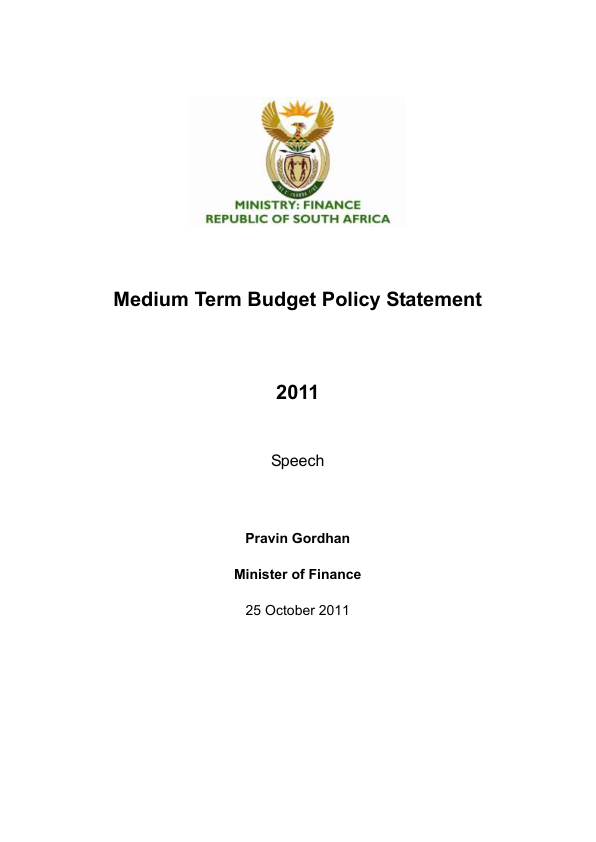 MINISTRY: FINANCE
REPUBLIC OF SOUTH AFRICA
Medium Term Budget Policy Statement
2011
Speech
Pravin Gordhan
Minister of Finance
25 October 2011